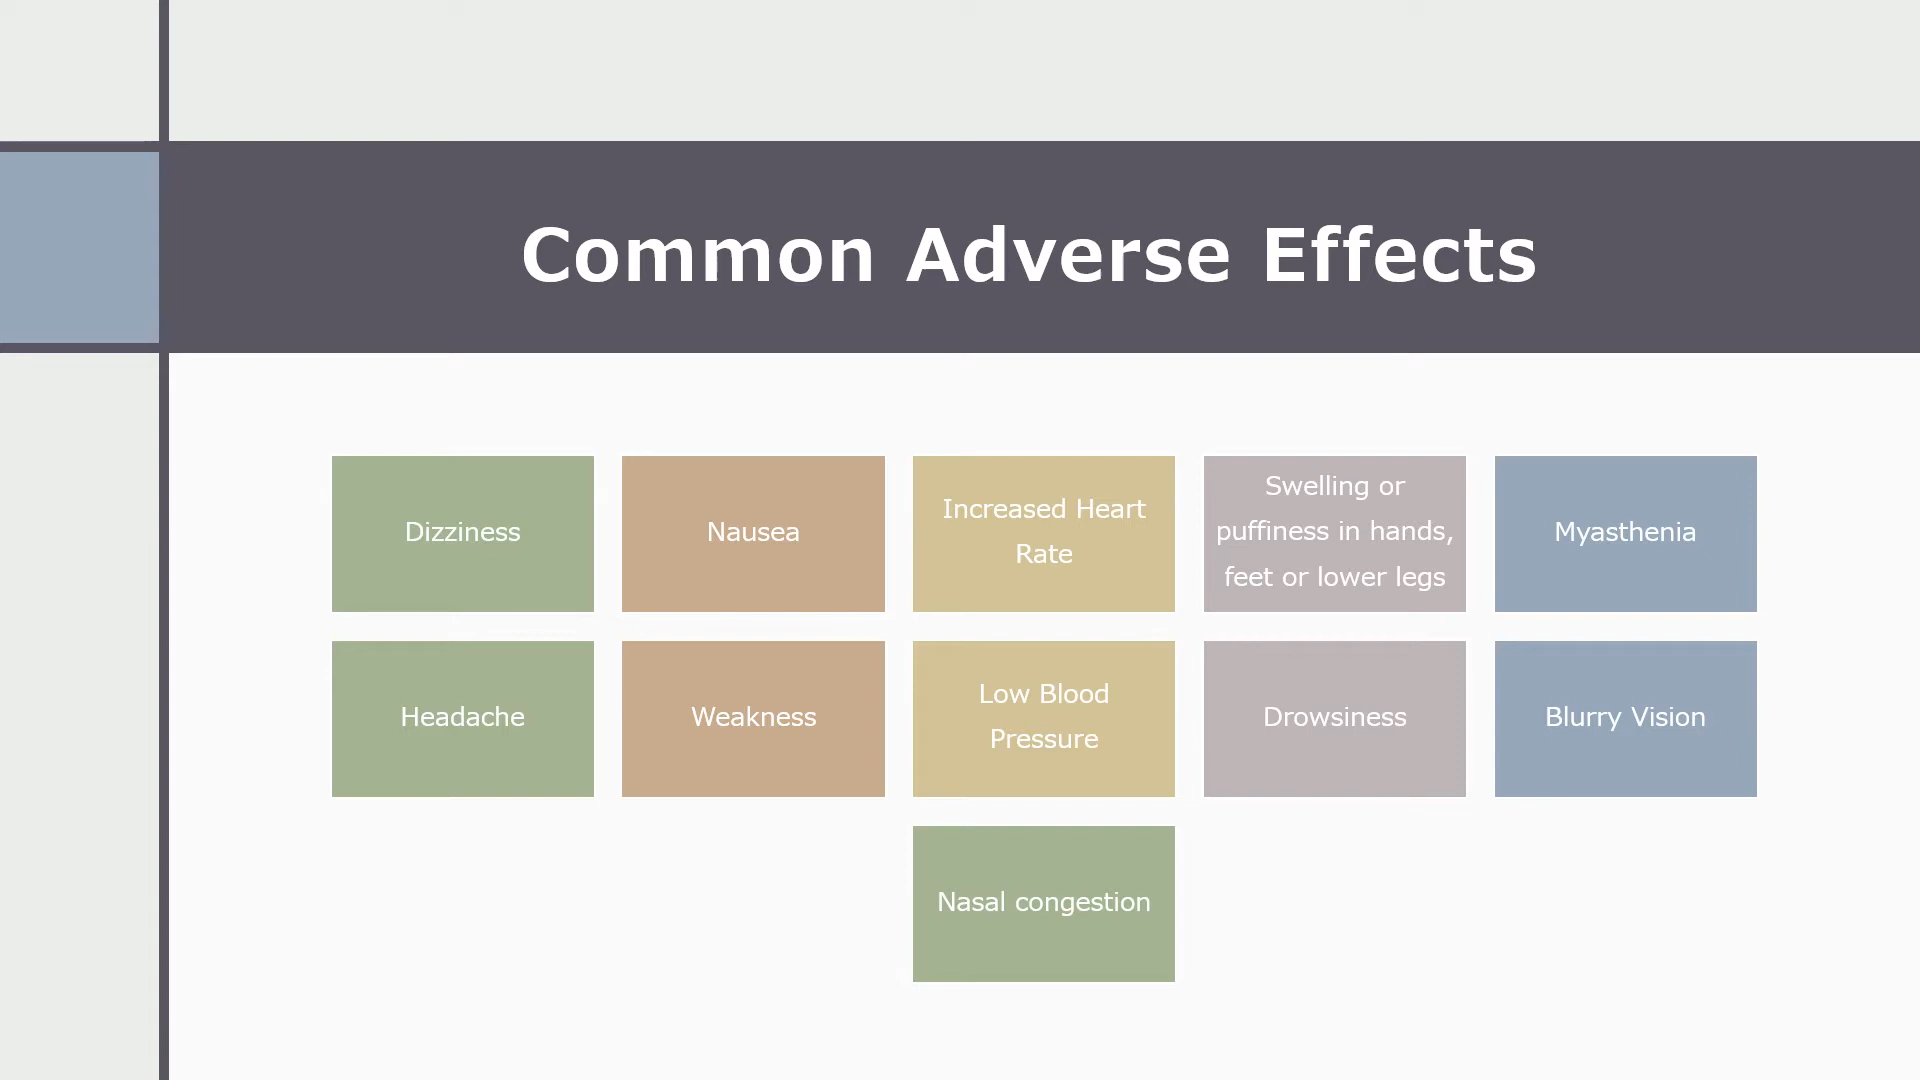 Common Adverse Effects
Dizziness
Nausea
Increased Heart
Rate
Swelling or
puffiness in hands,
feet or lower legs
Myasthenia
Headache
Weakness
Low Blood
Pressure
Drowsiness
Blurry Vision
Nasal congestion